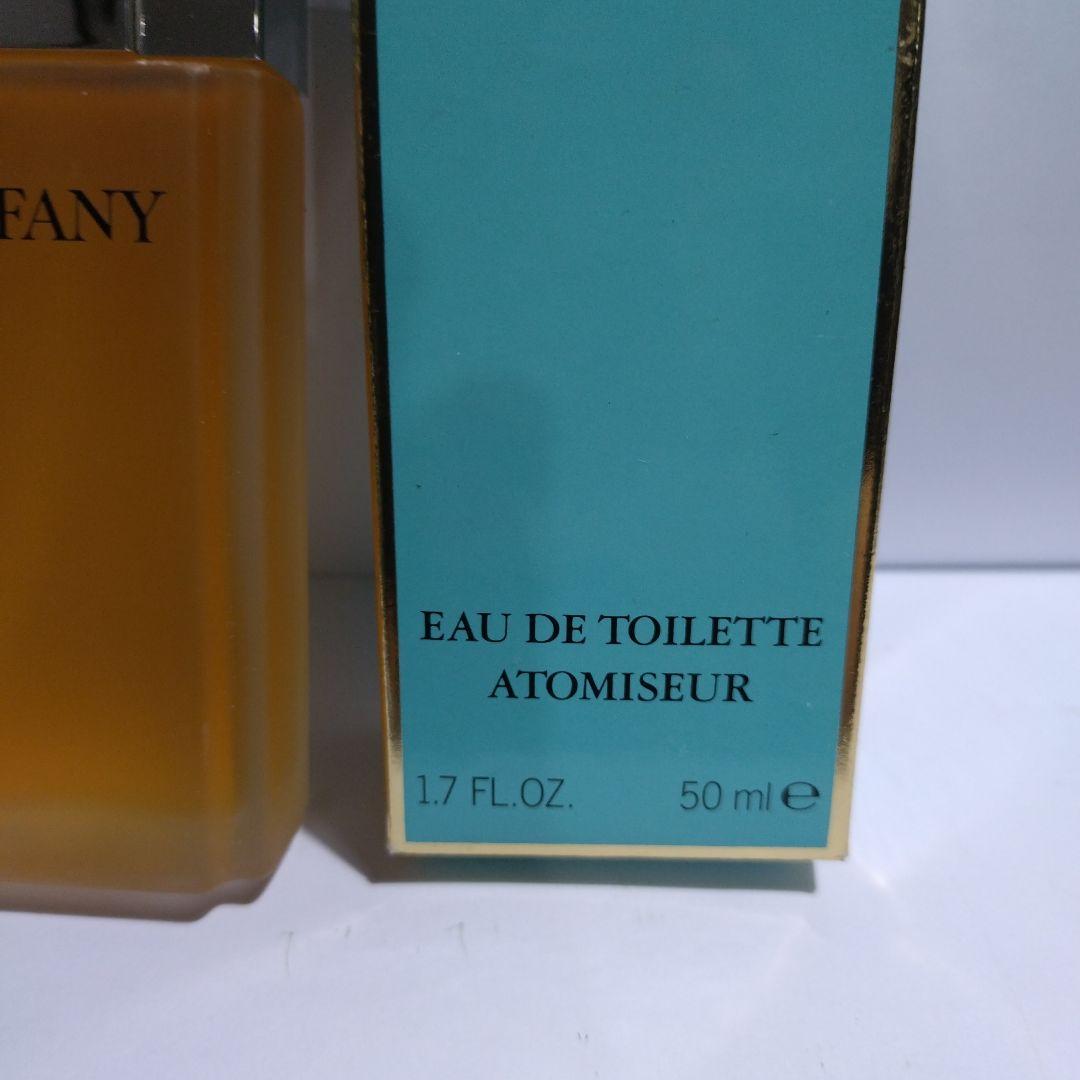 FANY
EAU DE TOILETTE
ATOMISEUR
1.7 FL.OZ. 50 ml ℮